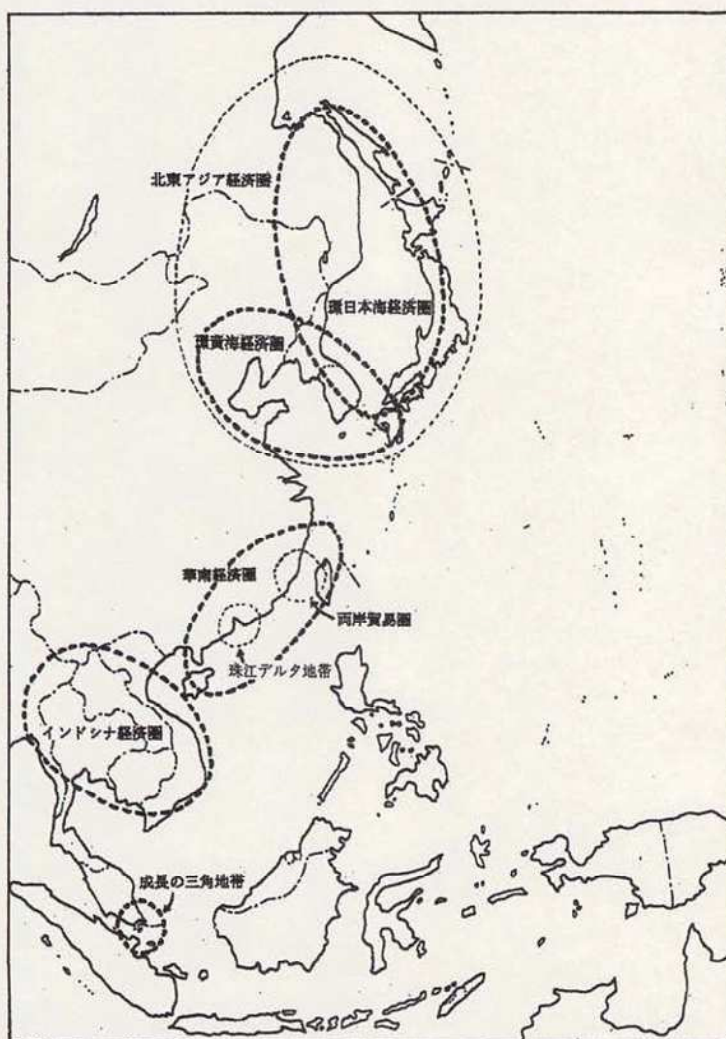 北東アジア経済圏
環日本海経済圏
環黄海経済圏
華南経済圏
両岸貿易圏
珠江デルタ地帯
インドシナ経済圏
成長の三角地帯